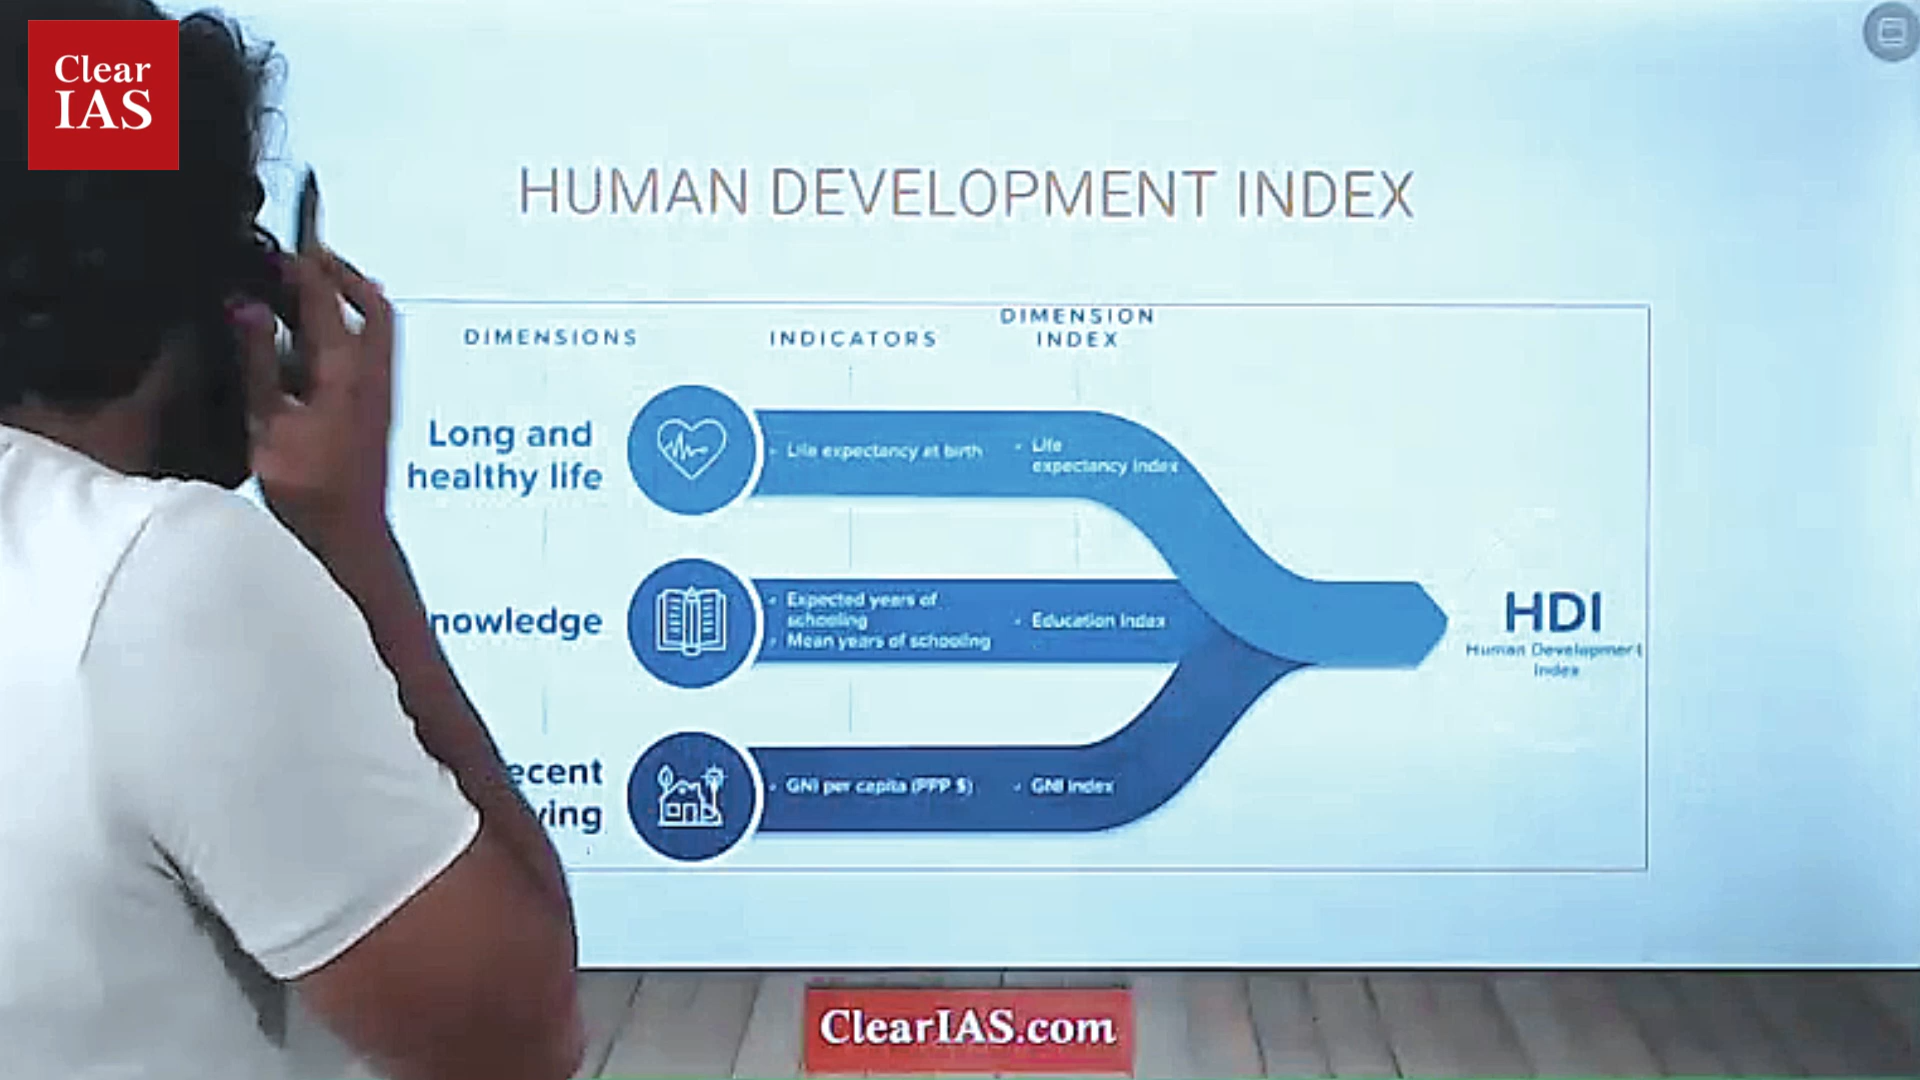 Clear
IAS
HUMAN DEVELOPMENT INDEX
DIMENSIONS
INDICATORS
DIMENSION
INDEX
Long and
healthy life
Life expectancy at birth
Life
expectancy index
nowledge
Expected years of
schooling
Mean years of schooling
Education index
ecent
ving
GNI per capita (PPP $)
GNI index
HDI
Human Development
Index
ClearIAS.com